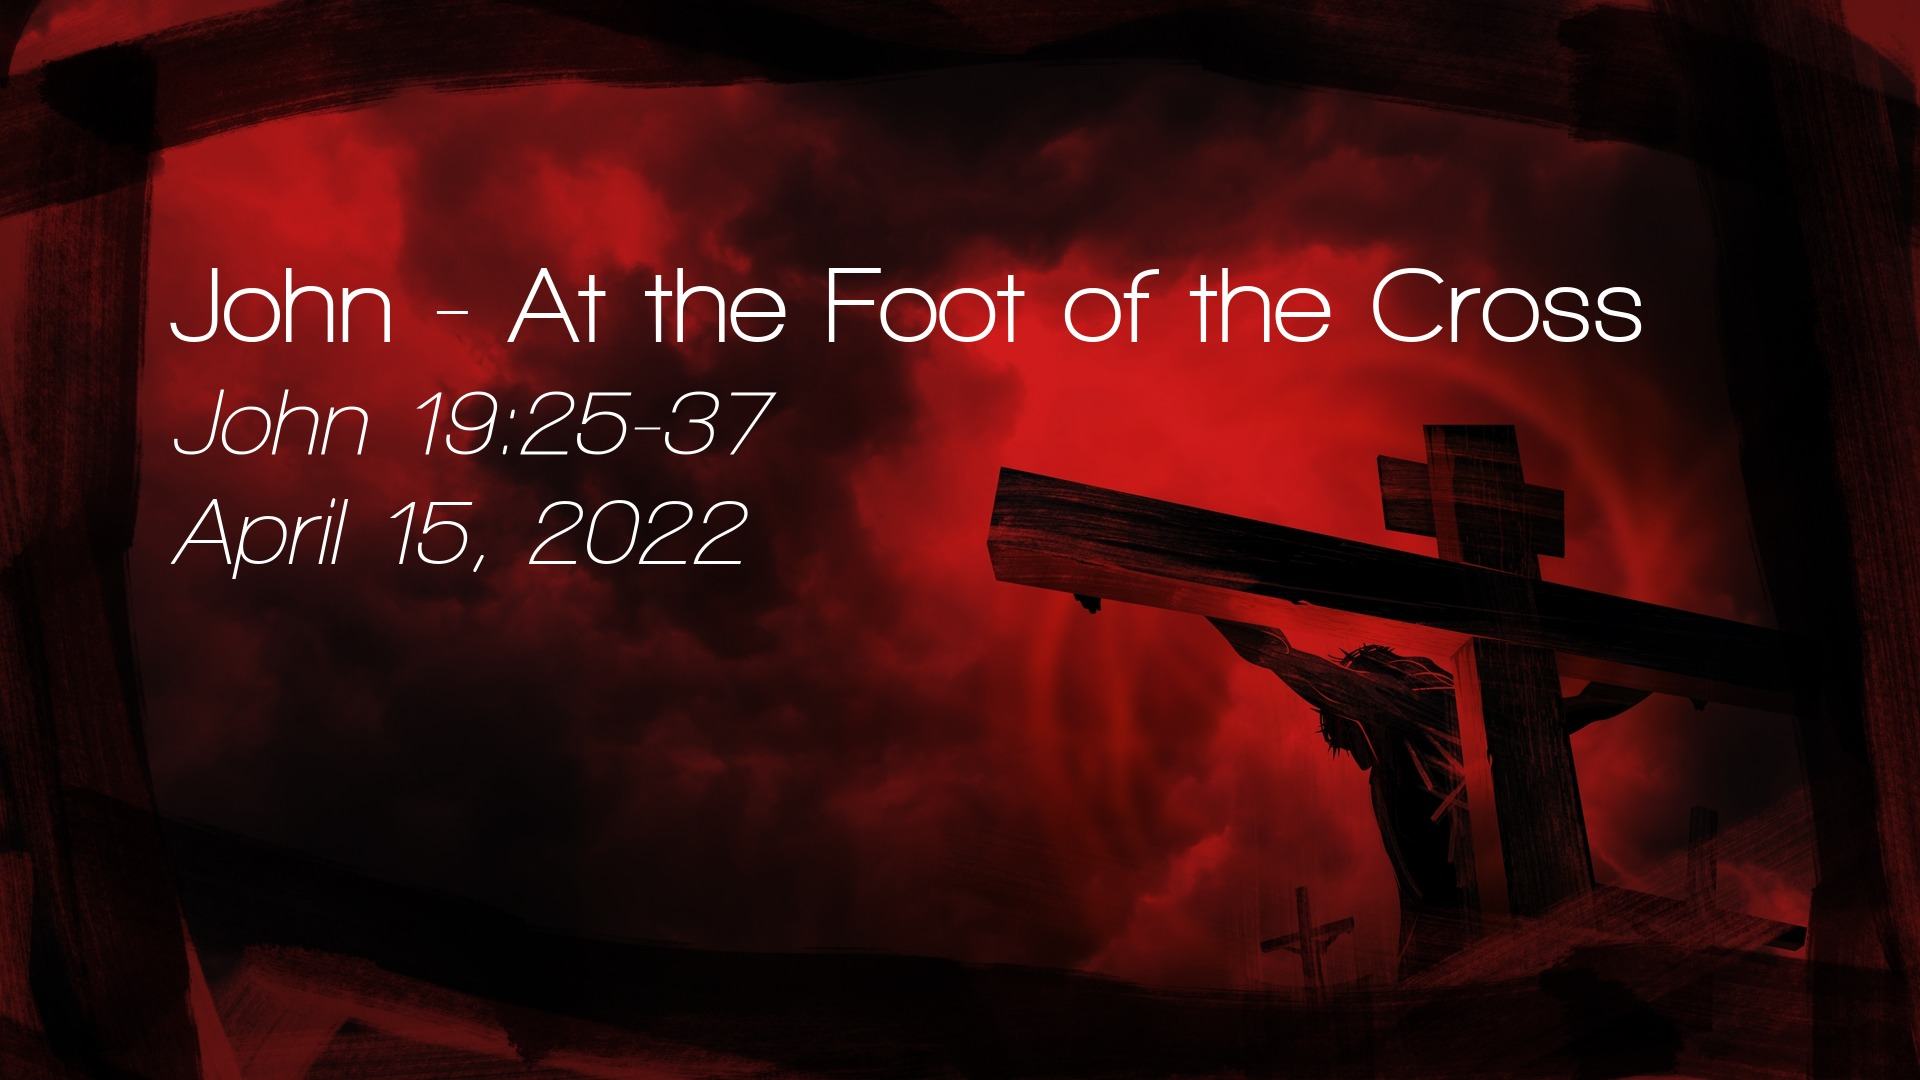 John - At the Foot of the Cross
John 19:25-37
April 15, 2022